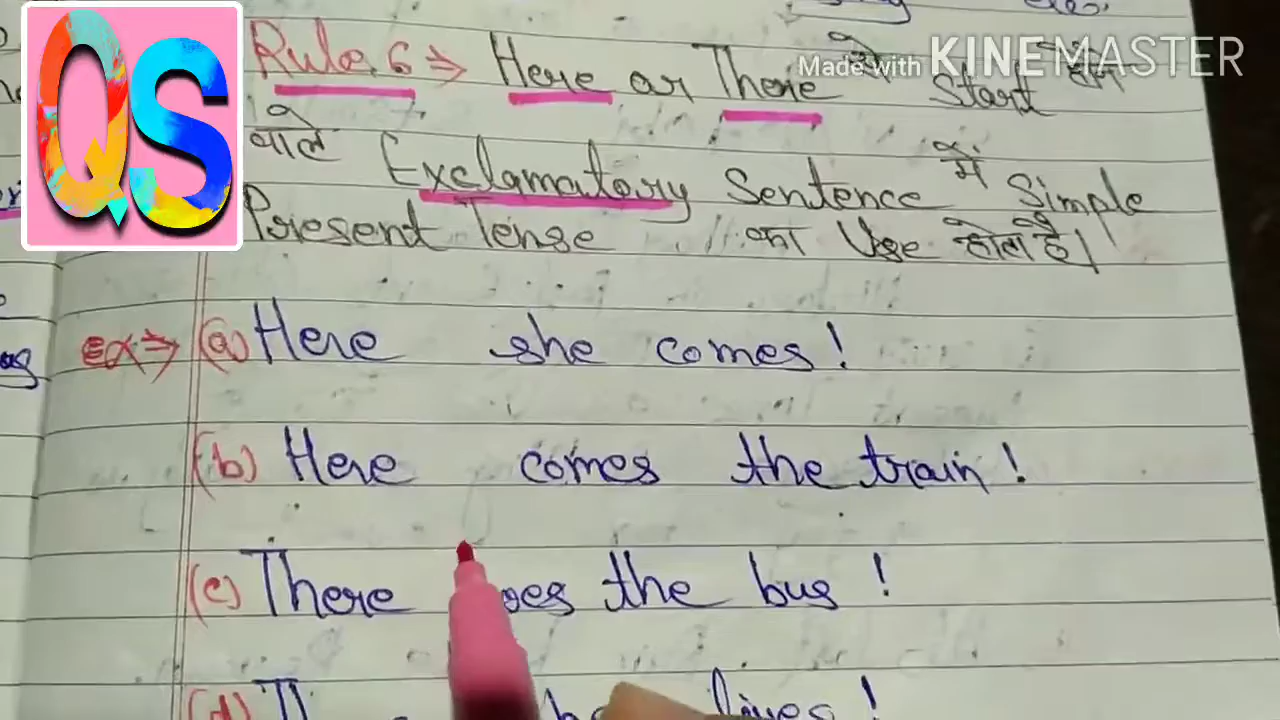 QS
Made with KINEMASTER
Rule 6 ⇒ Here or There से Start होने
वाले Exclamatory Sentence में Simple
Present Tense का Use होता है।
Ex⇒ (a) Here she comes!
(b) Here comes the train!
(c) There the bus!
(d) lives!